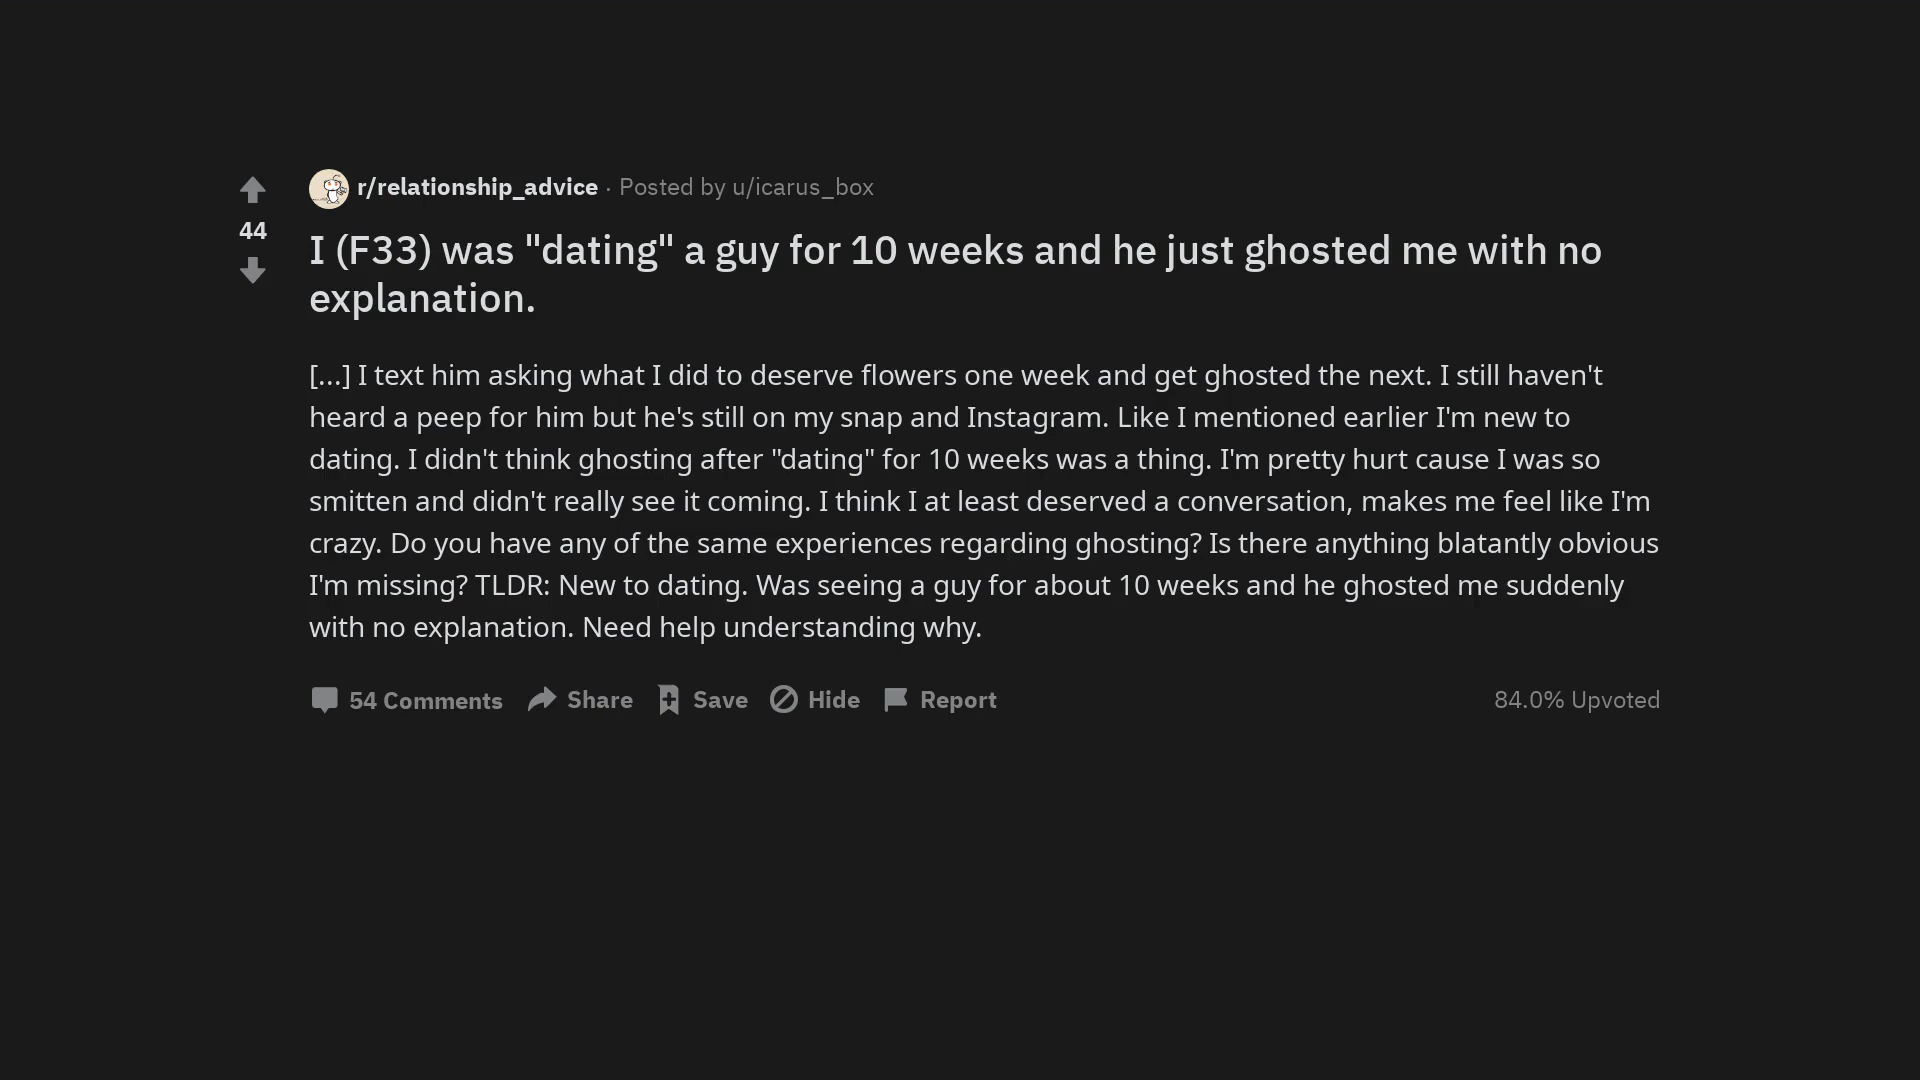 r/relationship_advice · Posted by u/icarus_box
44
I (F33) was "dating" a guy for 10 weeks and he just ghosted me with no
explanation.
[...] I text him asking what I did to deserve flowers one week and get ghosted the next. I still haven't
heard a peep for him but he's still on my snap and Instagram. Like I mentioned earlier I'm new to
dating. I didn't think ghosting after "dating" for 10 weeks was a thing. I'm pretty hurt cause I was so
smitten and didn't really see it coming. I think I at least deserved a conversation, makes me feel like I'm
crazy. Do you have any of the same experiences regarding ghosting? Is there anything blatantly obvious
I'm missing? TLDR: New to dating. Was seeing a guy for about 10 weeks and he ghosted me suddenly
with no explanation. Need help understanding why.
54 Comments Share Save Hide Report 84.0% Upvoted